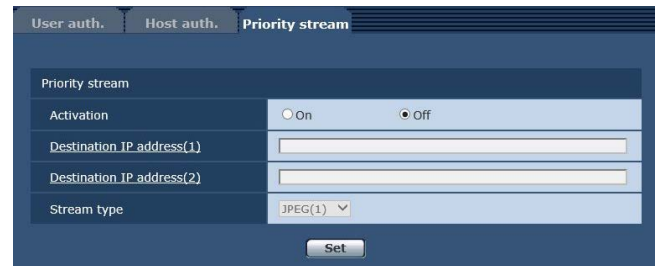 User auth. Host auth. Priority stream
Priority stream
Activation On Off
Destination IP address(1)
Destination IP address(2)
Stream type JPEG(1)
Set